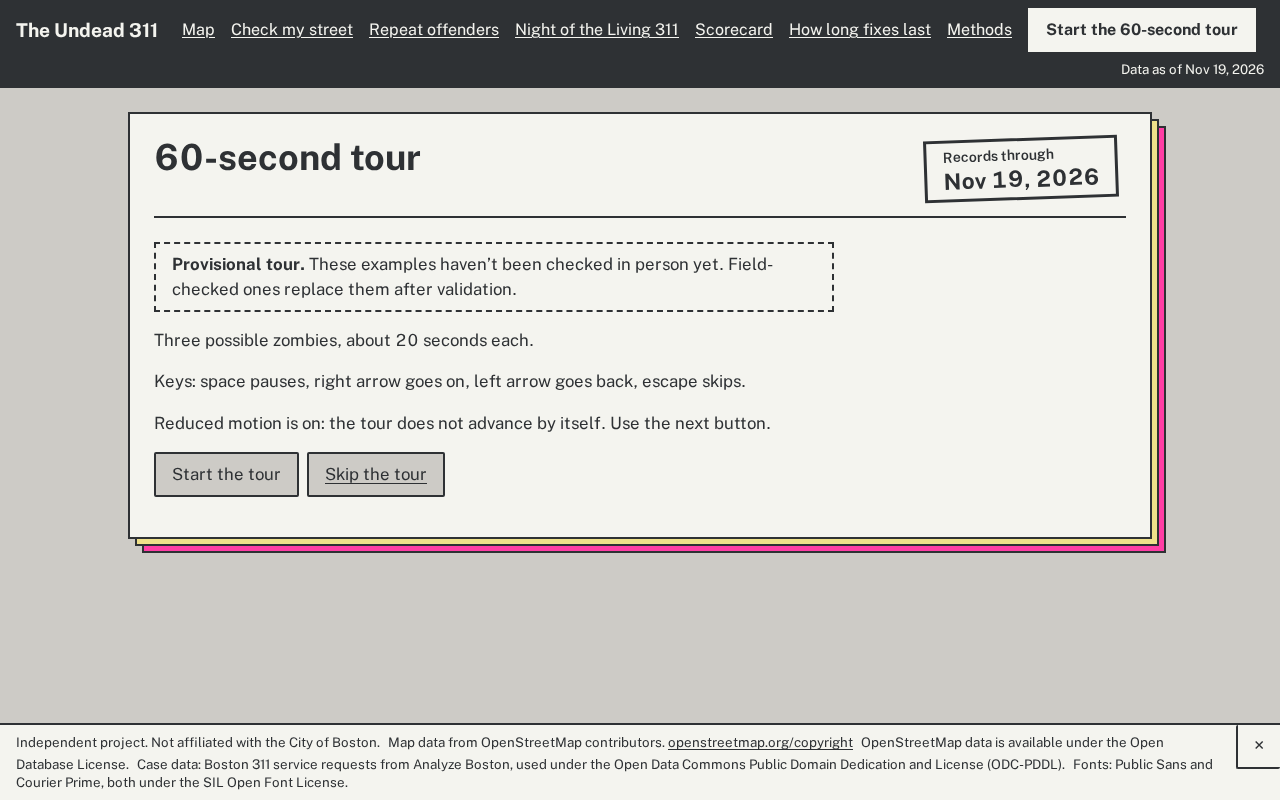 The Undead 311
Map
Check my street
Repeat offenders
Night of the Living 311
Scorecard
How long fixes last
Methods
Start the 60-second tour
Data as of Nov 19, 2026
60-second tour
Records through
Nov 19, 2026
Provisional tour. These examples haven’t been checked in person yet. Field-
checked ones replace them after validation.
Three possible zombies, about 20 seconds each.
Keys: space pauses, right arrow goes on, left arrow goes back, escape skips.
Reduced motion is on: the tour does not advance by itself. Use the next button.
Start the tour
Skip the tour
Independent project. Not affiliated with the City of Boston. Map data from OpenStreetMap contributors. openstreetmap.org/copyright OpenStreetMap data is available under the Open
Database License. Case data: Boston 311 service requests from Analyze Boston, used under the Open Data Commons Public Domain Dedication and License (ODC-PDDL). Fonts: Public Sans and
Courier Prime, both under the SIL Open Font License.
×